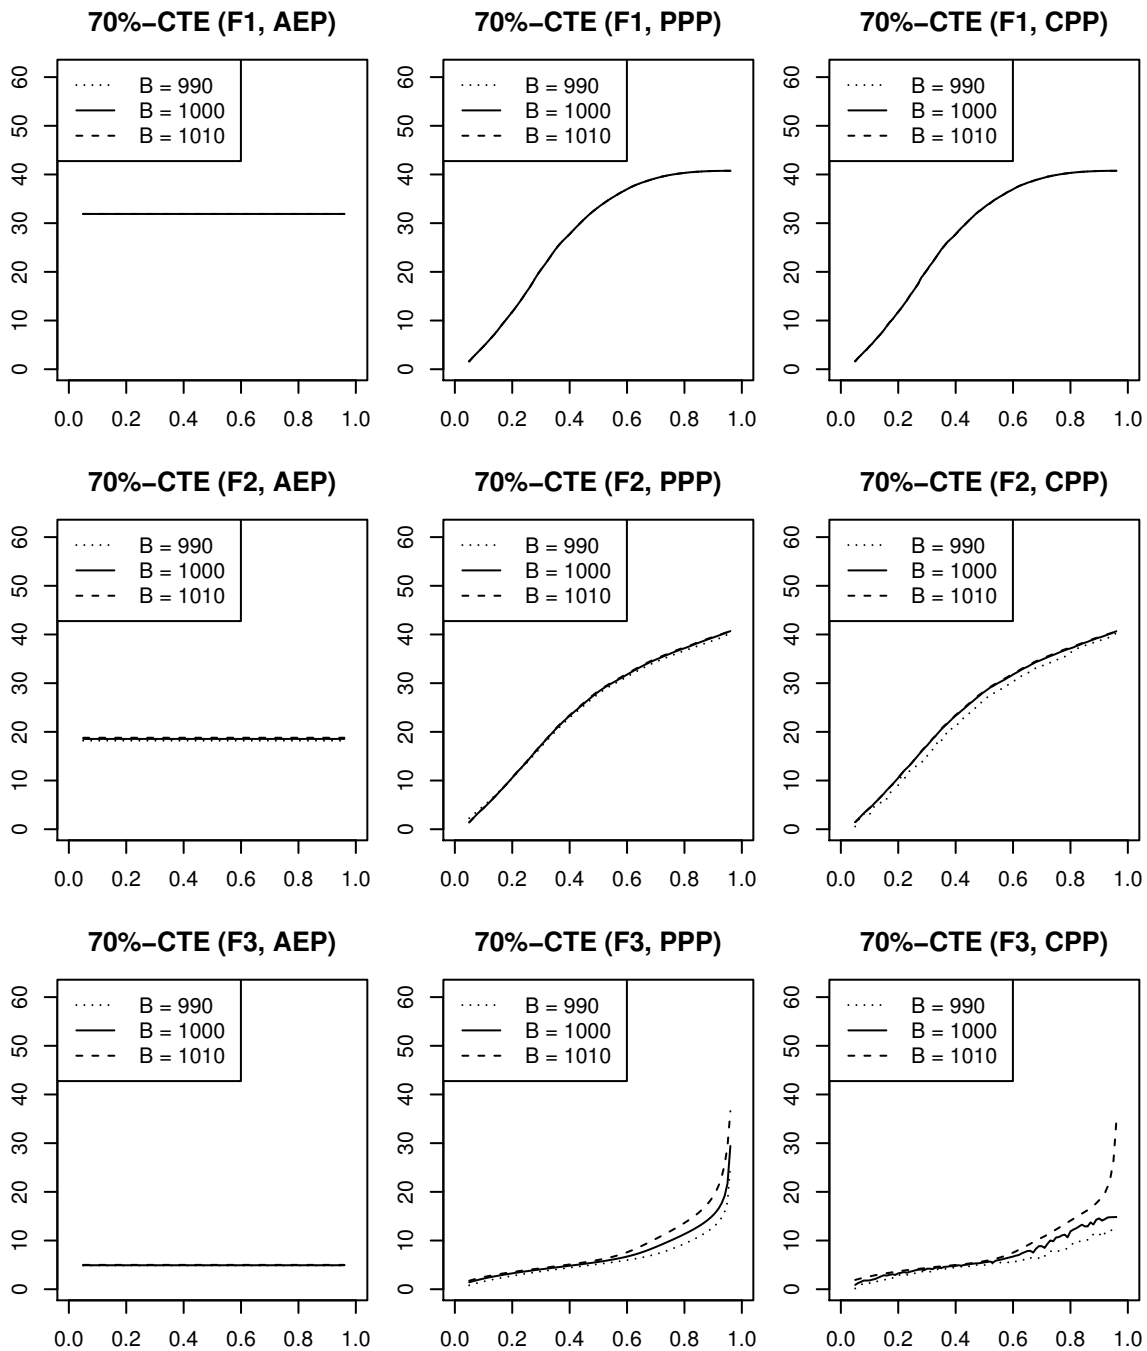 70%−CTE (F1, AEP)
70%−CTE (F1, PPP)
70%−CTE (F1, CPP)
B = 990
B = 1000
B = 1010
60
50
40
30
20
10
0
0.0 0.2 0.4 0.6 0.8 1.0
B = 990
B = 1000
B = 1010
60
50
40
30
20
10
0
0.0 0.2 0.4 0.6 0.8 1.0
B = 990
B = 1000
B = 1010
60
50
40
30
20
10
0
0.0 0.2 0.4 0.6 0.8 1.0
70%−CTE (F2, AEP)
70%−CTE (F2, PPP)
70%−CTE (F2, CPP)
B = 990
B = 1000
B = 1010
60
50
40
30
20
10
0
0.0 0.2 0.4 0.6 0.8 1.0
B = 990
B = 1000
B = 1010
60
50
40
30
20
10
0
0.0 0.2 0.4 0.6 0.8 1.0
B = 990
B = 1000
B = 1010
60
50
40
30
20
10
0
0.0 0.2 0.4 0.6 0.8 1.0
70%−CTE (F3, AEP)
70%−CTE (F3, PPP)
70%−CTE (F3, CPP)
B = 990
B = 1000
B = 1010
60
50
40
30
20
10
0
0.0 0.2 0.4 0.6 0.8 1.0
B = 990
B = 1000
B = 1010
60
50
40
30
20
10
0
0.0 0.2 0.4 0.6 0.8 1.0
B = 990
B = 1000
B = 1010
60
50
40
30
20
10
0
0.0 0.2 0.4 0.6 0.8 1.0